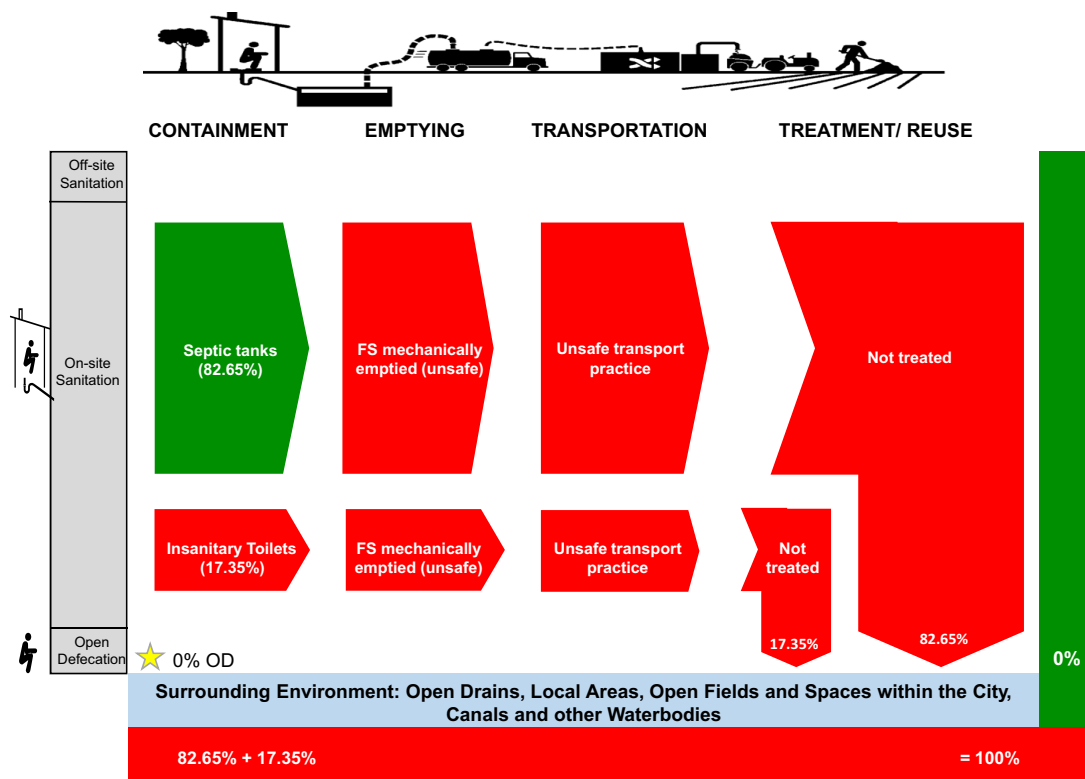 CONTAINMENT
EMPTYING
TRANSPORTATION
TREATMENT/ REUSE
Off-site
Sanitation
On-site
Sanitation
Open
Defecation
Septic tanks
(82.65%)
FS mechanically
emptied (unsafe)
Unsafe transport
practice
Not treated
Insanitary Toilets
(17.35%)
FS mechanically
emptied (unsafe)
Unsafe transport
practice
Not
treated
17.35%
82.65%
0% OD
0%
Surrounding Environment: Open Drains, Local Areas, Open Fields and Spaces within the City,
Canals and other Waterbodies
82.65% + 17.35%
= 100%